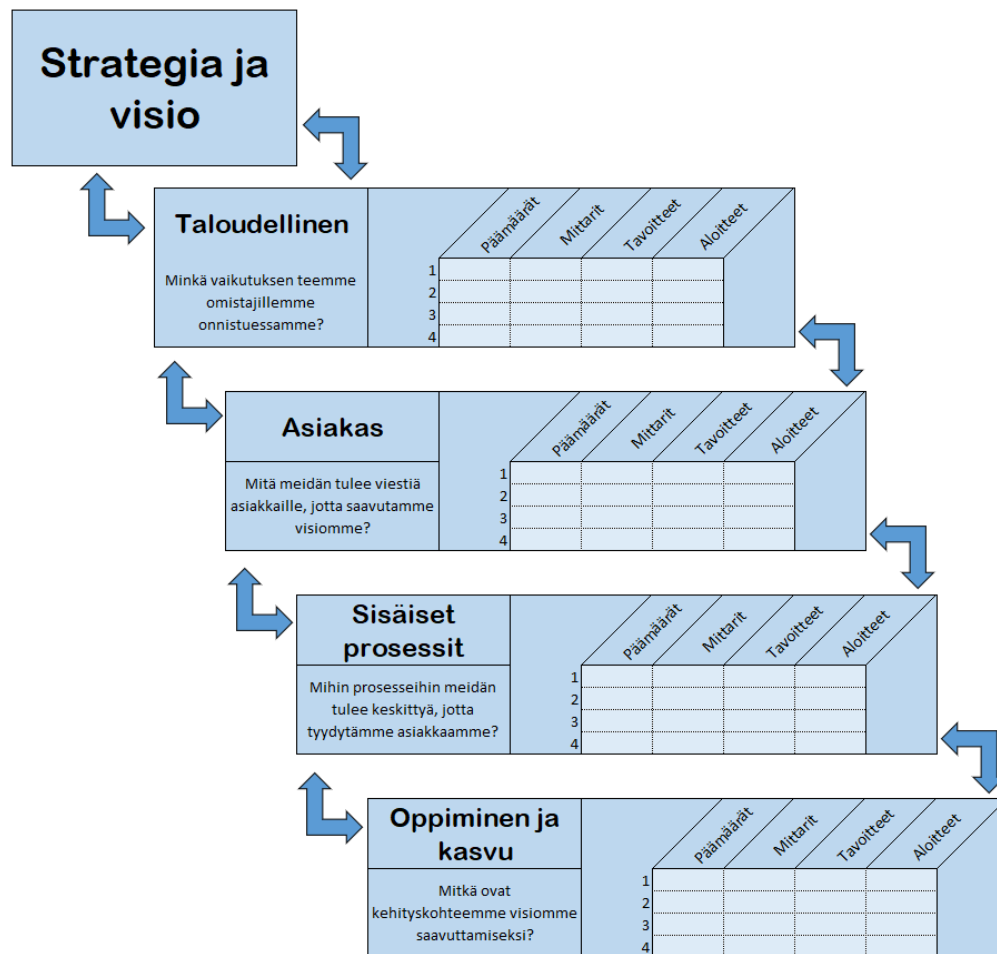 Strategia ja
visio
Taloudellinen
Minkä vaikutuksen teemme
omistajillemme
onnistuessamme?
Päämäärät
Mittarit
Tavoitteet
Aloitteet
1
2
3
4
Asiakas
Mitä meidän tulee viestiä
asiakkaille, jotta saavutamme
visiomme?
Päämäärät
Mittarit
Tavoitteet
Aloitteet
1
2
3
4
Sisäiset
prosessit
Mihin prosesseihin meidän
tulee keskittyä, jotta
tyydytämme asiakkaamme?
Päämäärät
Mittarit
Tavoitteet
Aloitteet
1
2
3
4
Oppiminen ja
kasvu
Mitkä ovat
kehityskohteemme visiomme
saavuttamiseksi?
Päämäärät
Mittarit
Tavoitteet
Aloitteet
1
2
3
4